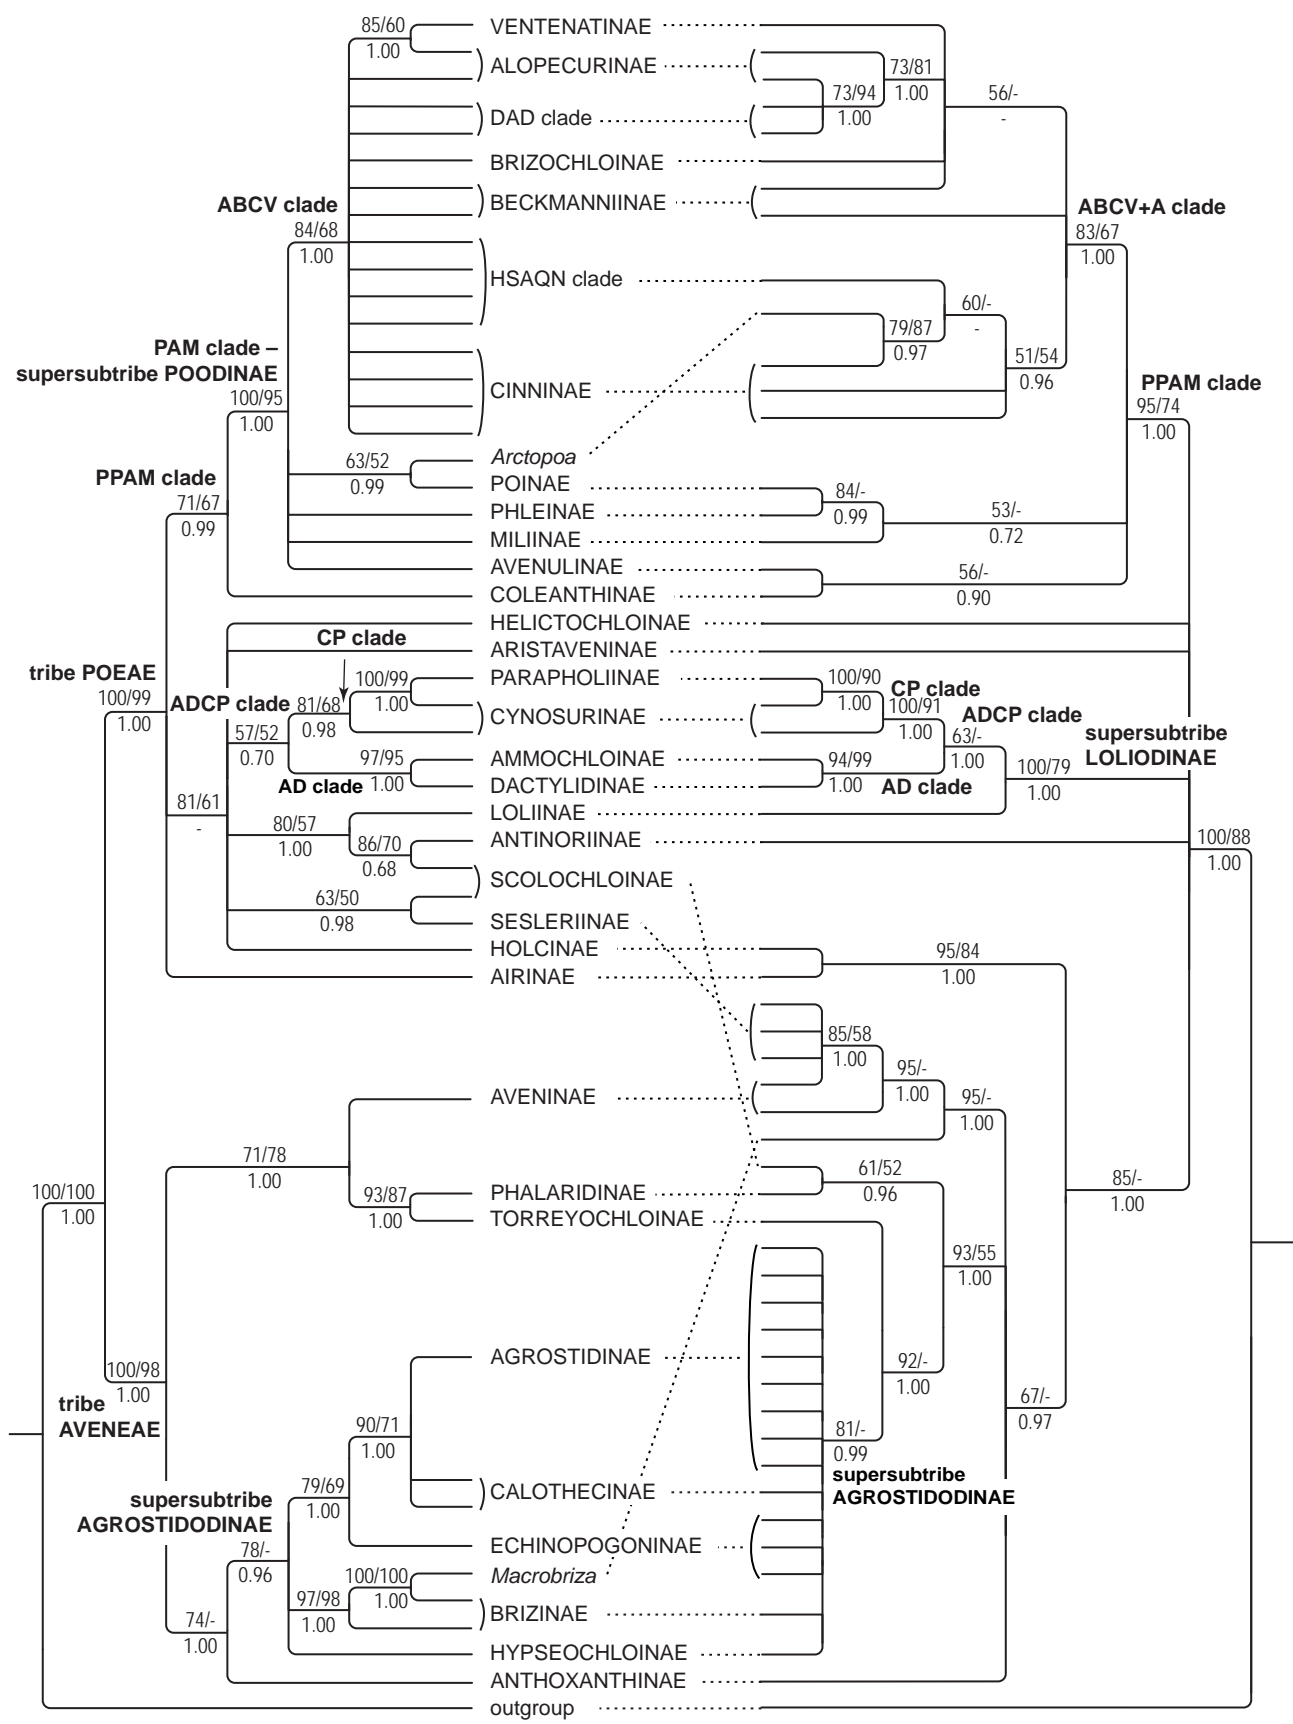 85/60
1.00
VENTENATINAE
ALOPECURINAE
73/81
1.00
73/94
1.00
56/-
-
DAD clade
BRIZOCHLOINAE
BECKMANNIINAE
ABCV clade
84/68
1.00
ABCV+A clade
83/67
1.00
HSAQN clade
60/-
-
79/87
0.97
51/54
0.96
PAM clade –
supersubtribe POODINAE
100/95
1.00
CINNINAE
PPAM clade
95/74
1.00
Arctopoa
63/52
0.99
POINAE
84/-
0.99
PPAM clade
71/67
0.99
PHLEINAE
53/-
0.72
MILIINAE
AVENULINAE
56/-
0.90
COLEANTHINAE
HELICTOCHLOINAE
CP clade
ARISTAVENINAE
tribe POEAE
100/99
1.00
100/99
1.00
PARAPHOLIINAE
100/90
1.00
CP clade
ADCP clade
81/68
0.98
CYNOSURINAE
100/91
1.00
ADCP clade
57/52
0.70
63/-
1.00
supersubtribe
LOLIODINAE
97/95
1.00
AMMOCHLOINAE
94/99
1.00
AD clade
DACTYLIDINAE
AD clade
100/79
1.00
81/61
-
LOLIINAE
80/57
1.00
86/70
0.68
ANTINORIINAE
100/88
1.00
SCOLOCHLOINAE
63/50
0.98
SESLERIINAE
HOLCINAE
95/84
1.00
AIRINAE
85/58
1.00
95/-
1.00
AVENINAE
95/-
1.00
71/78
1.00
61/52
0.96
85/-
1.00
100/100
1.00
93/87
1.00
PHALARIDINAE
TORREYOCHLOINAE
93/55
1.00
AGROSTIDINAE
92/-
1.00
100/98
1.00
tribe
AVENEAE
67/-
0.97
90/71
1.00
81/-
0.99
supersubtribe
AGROSTIDODINAE
79/69
1.00
CALOTHECINAE
supersubtribe
AGROSTIDODINAE
ECHINOPOGONINAE
78/-
0.96
100/100
1.00
Macrobriza
97/98
1.00
BRIZINAE
74/-
1.00
HYPSEOCHLOINAE
ANTHOXANTHINAE
outgroup